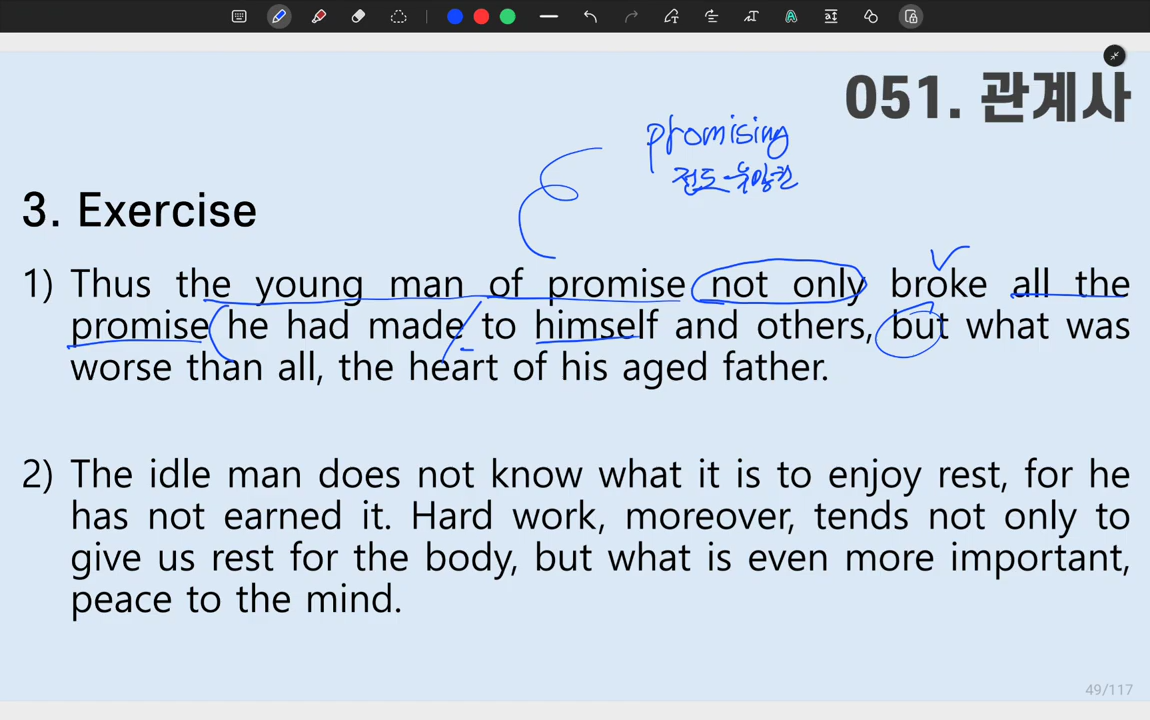 051. 관계사
promising
전도유망한
3. Exercise
1) Thus the young man of promise not only broke all the
promise he had made to himself and others, but what was
worse than all, the heart of his aged father.
2) The idle man does not know what it is to enjoy rest, for he
has not earned it. Hard work, moreover, tends not only to
give us rest for the body, but what is even more important,
peace to the mind.
49/117